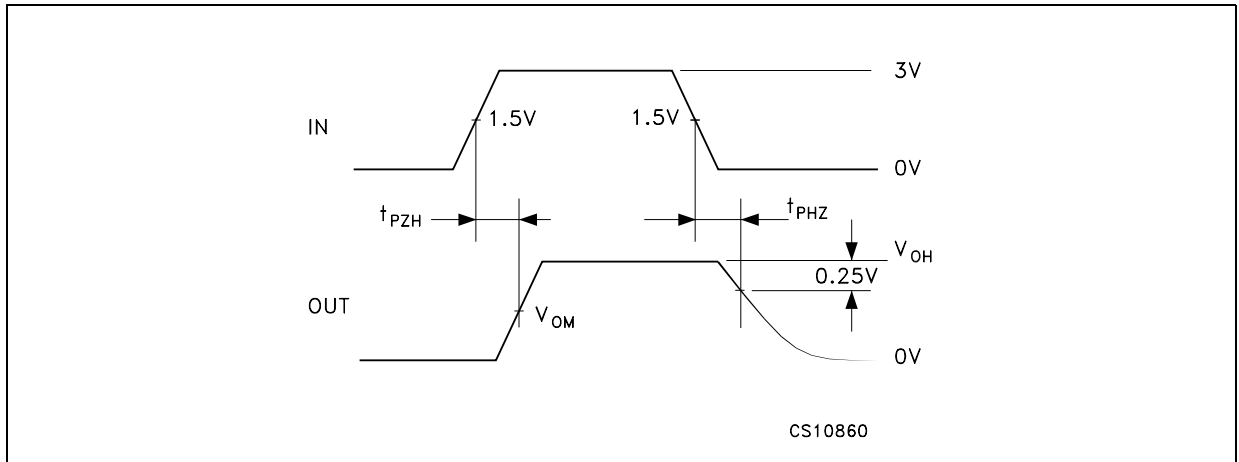 3V
1.5V 1.5V
IN
0V
tPZH tPHZ
VOH
0.25V
OUT
VOM
0V
CS10860